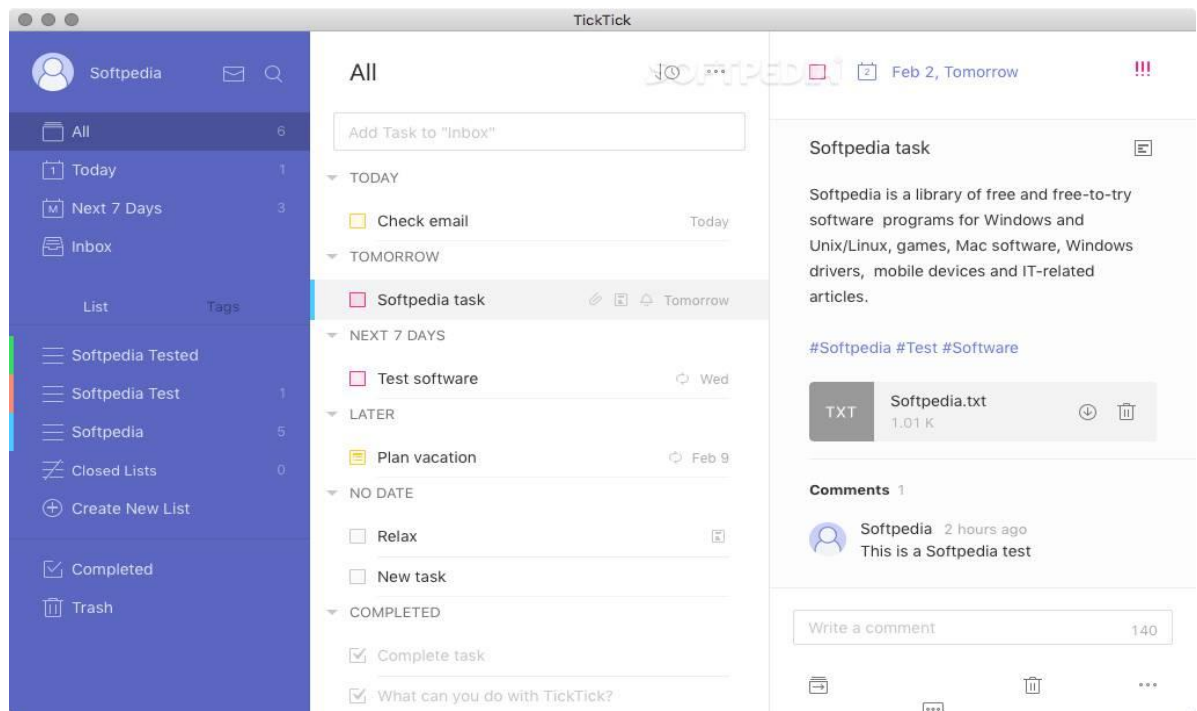 TickTick
Softpedia
All 6
1 Today 1
M Next 7 Days 3
Inbox
List Tags
Softpedia Tested
Softpedia Test 1
Softpedia 5
Closed Lists 0
Create New List
Completed
Trash
All
SOFTPEDIA
Add Task to "Inbox"
TODAY
Check email Today
TOMORROW
Softpedia task Tomorrow
NEXT 7 DAYS
Test software Wed
LATER
Plan vacation Feb 9
NO DATE
Relax
New task
COMPLETED
Complete task
What can you do with TickTick?
2 Feb 2, Tomorrow !!!
Softpedia task
Softpedia is a library of free and free-to-try
software programs for Windows and
Unix/Linux, games, Mac software, Windows
drivers, mobile devices and IT-related
articles.
#Softpedia #Test #Software
TXT
Softpedia.txt
1.01 K
Comments 1
Softpedia 2 hours ago
This is a Softpedia test
Write a comment 140